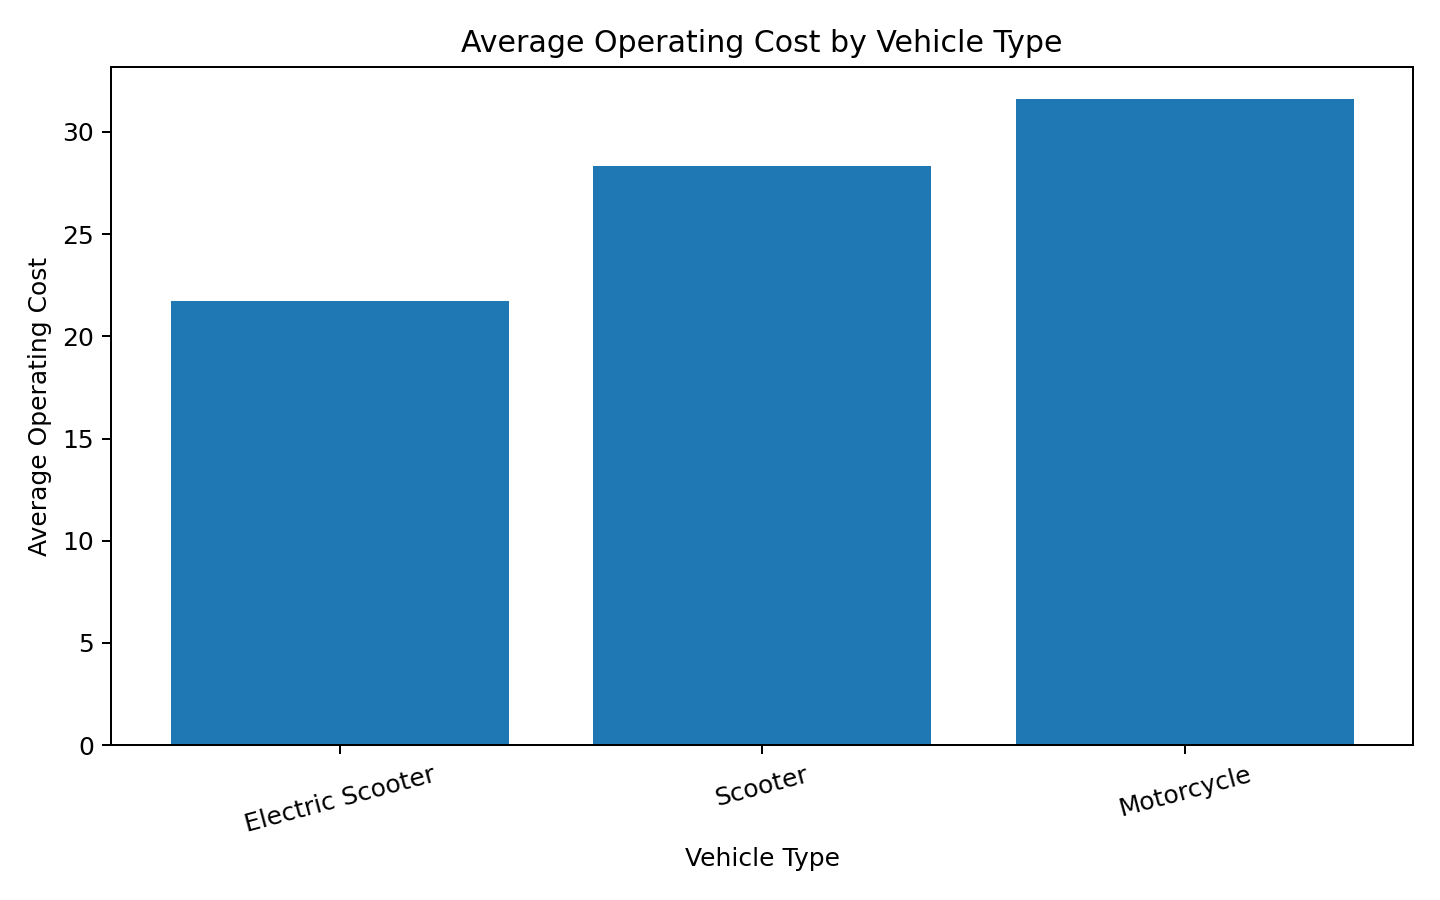 Average Operating Cost by Vehicle Type
Average Operating Cost
30
25
20
15
10
5
0
Electric Scooter
Scooter
Motorcycle
Vehicle Type